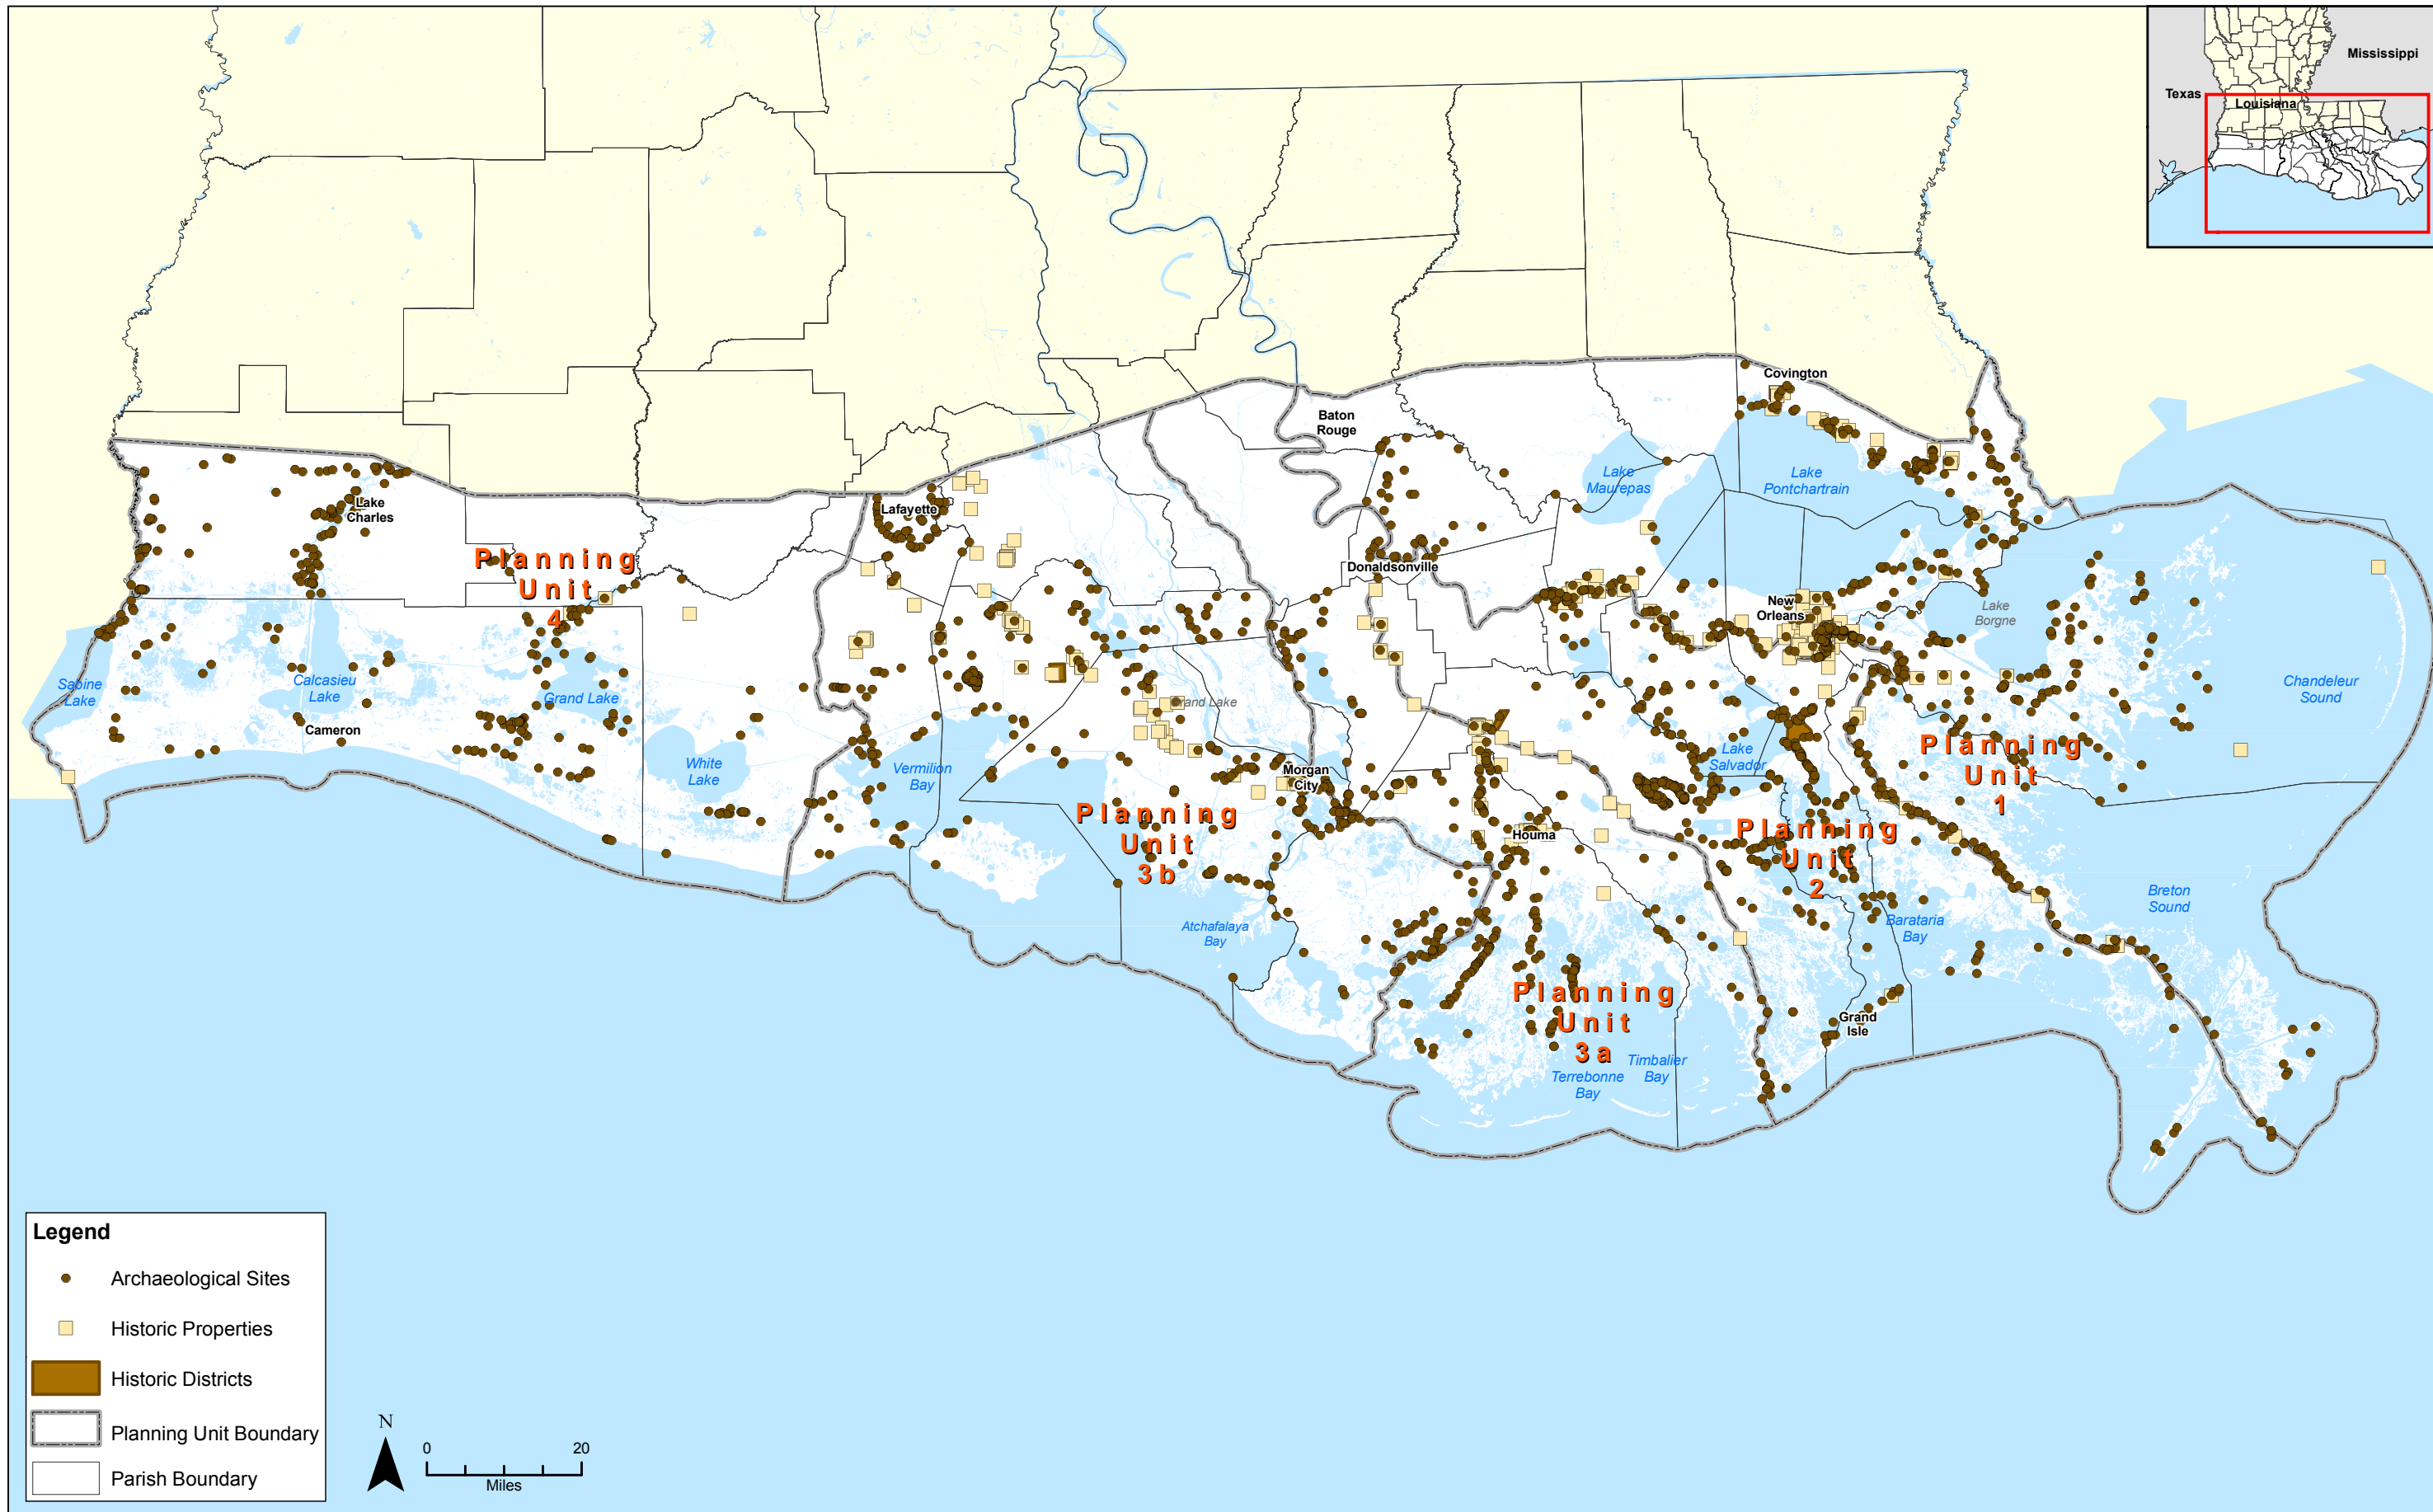 Mississippi
Texas
Louisiana
Covington
Baton
Rouge
Lake
Maurepas
Lake
Pontchartrain
Lake
Charles
Lafayette
Planning
Unit
4
Donaldsonville
New
Orleans
Lake
Borgne
Sabine
Lake
Calcasieu
Lake
Grand Lake
Grand Lake
Chandeleur
Sound
Cameron
White
Lake
Vermilion
Bay
Morgan
City
Lake
Salvador
Planning
Unit
1
Planning
Unit
3b
Houma
Planning
Unit
2
Breton
Sound
Atchafalaya
Bay
Barataria
Bay
Planning
Unit
3a
Grand
Isle
Timbalier
Bay
Terrebonne
Bay
Legend
Archaeological Sites
Historic Properties
Historic Districts
Planning Unit Boundary
Parish Boundary
N
0 20
Miles